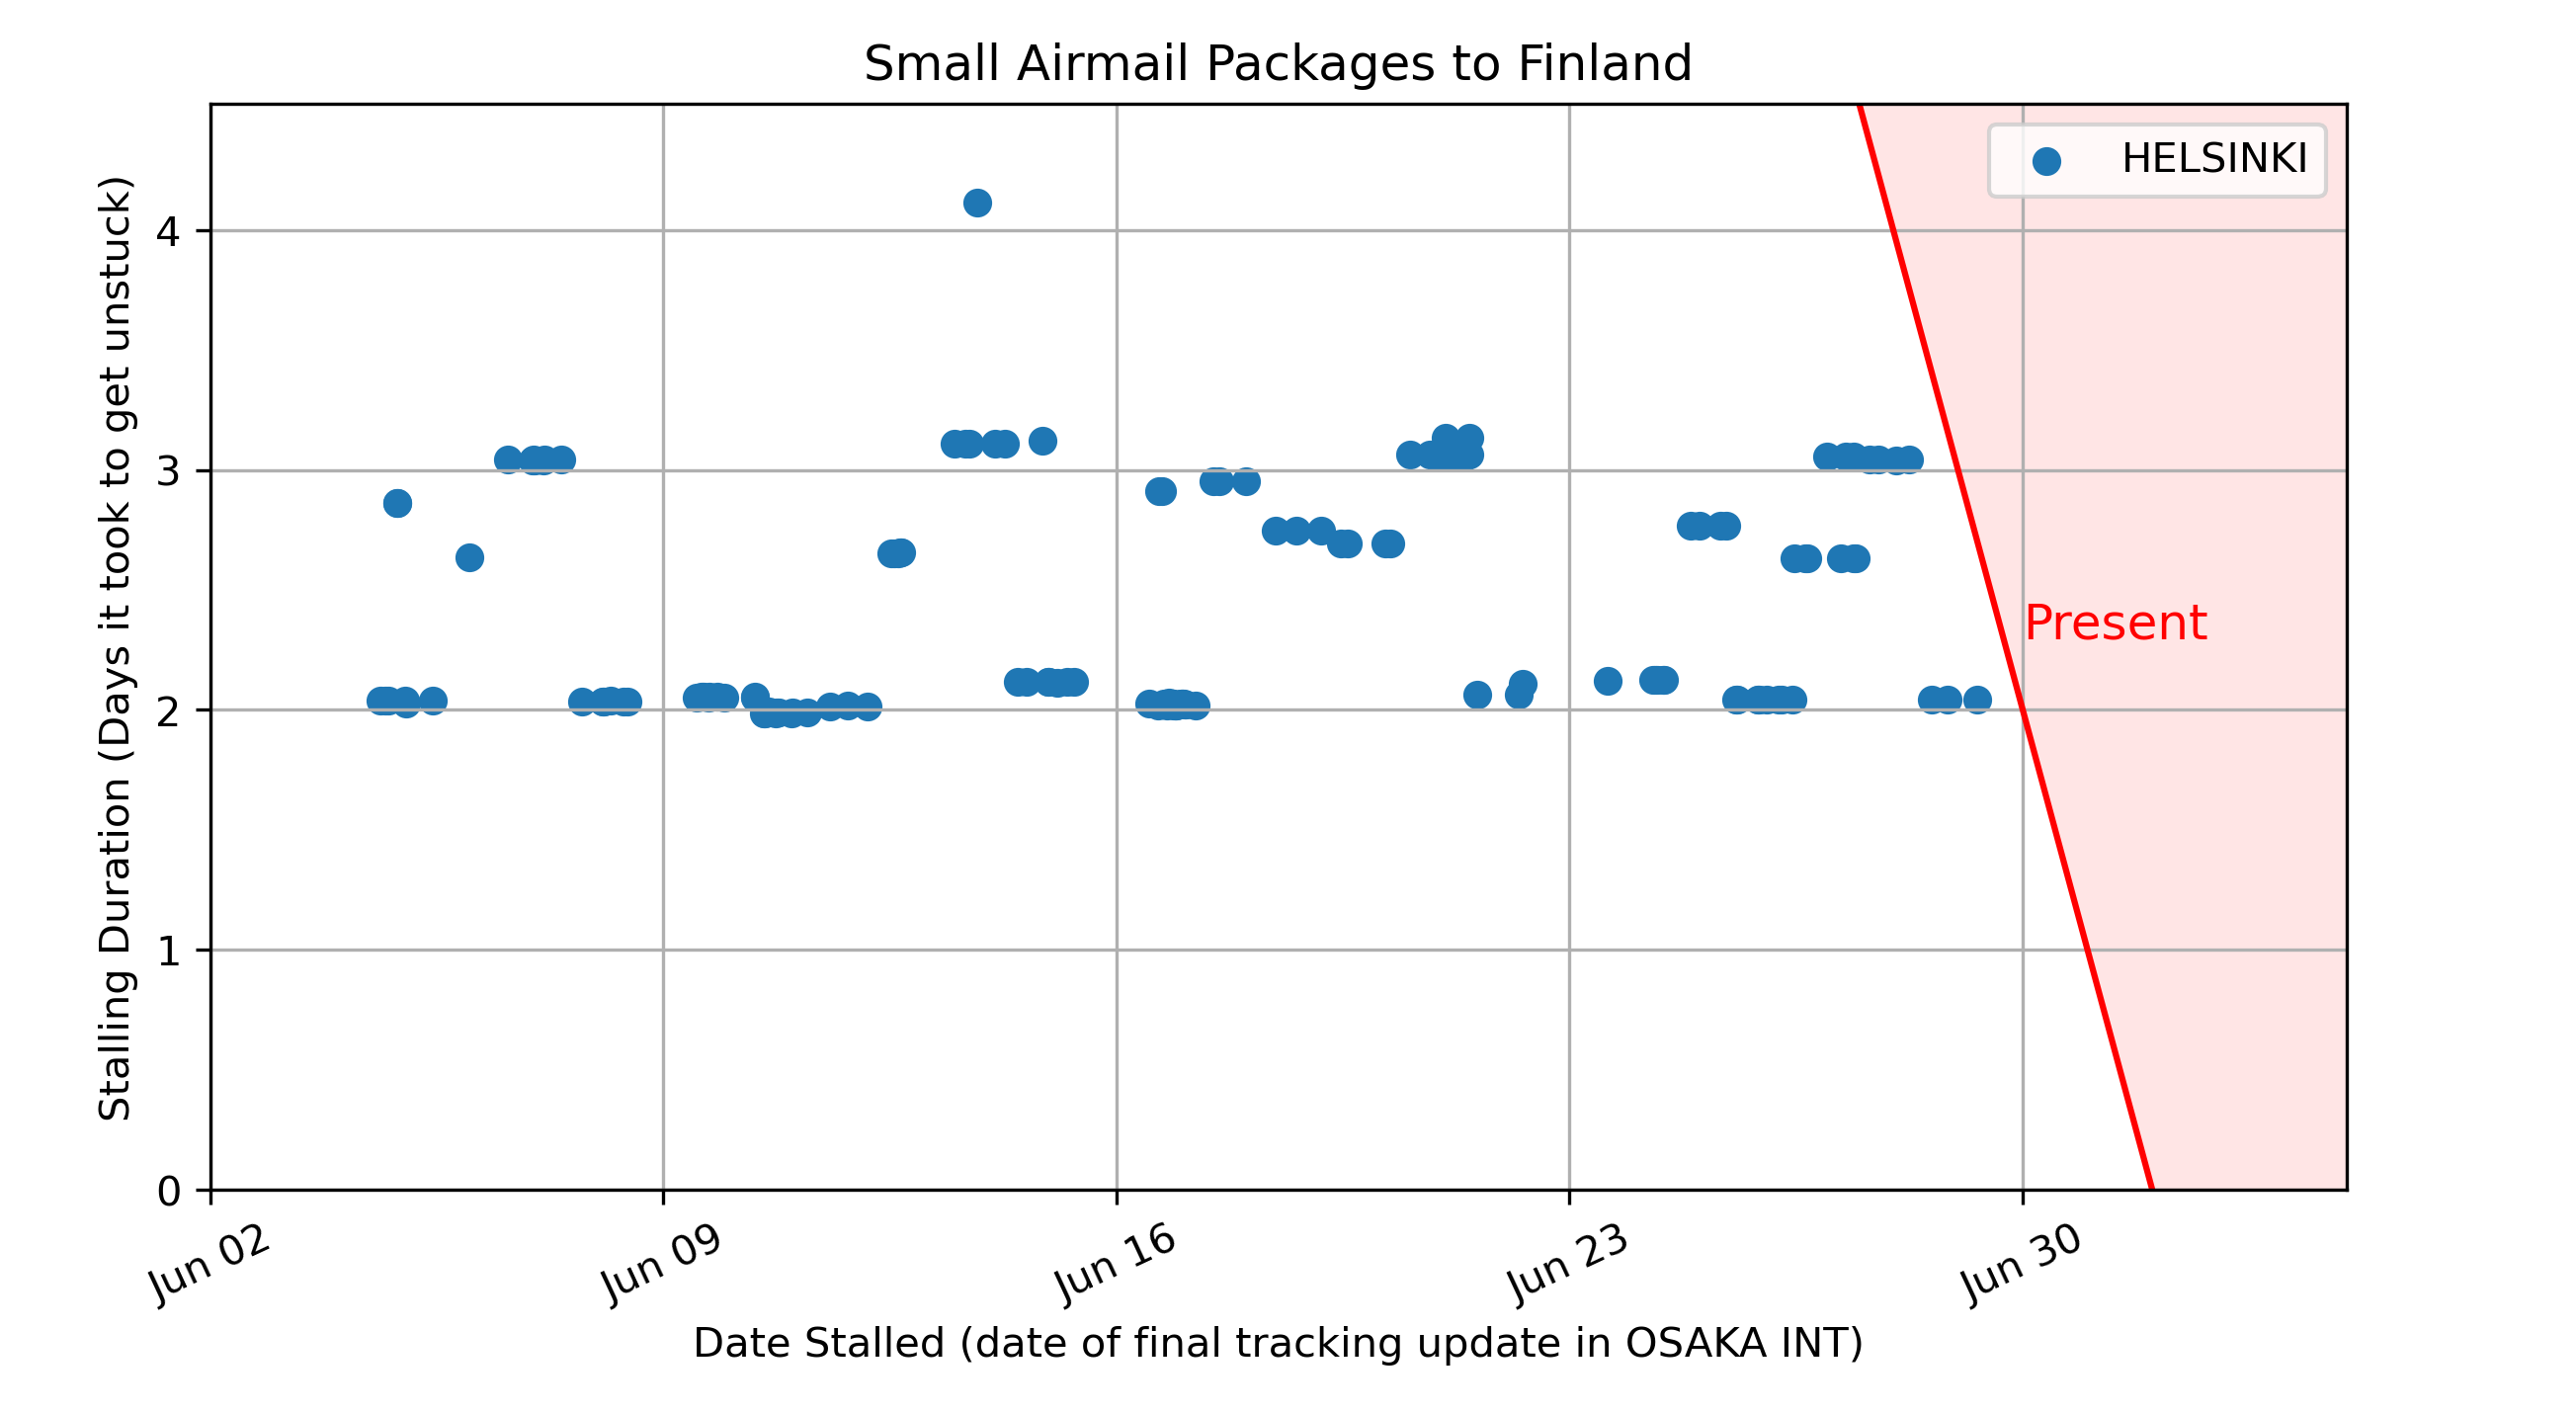 Small Airmail Packages to Finland
Stalling Duration (Days it took to get unstuck)
4
3
2
1
0
HELSINKI
Present
Jun 02
Jun 09
Jun 16
Jun 23
Jun 30
Date Stalled (date of final tracking update in OSAKA INT)